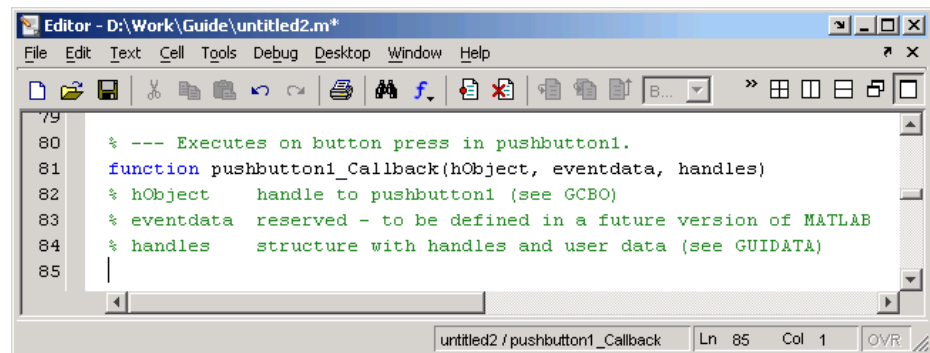 Editor - D:\Work\Guide\untitled2.m*
File Edit Text Cell Tools Debug Desktop Window Help
B...
79
80 % --- Executes on button press in pushbutton1.
81 function pushbutton1_Callback(hObject, eventdata, handles)
82 % hObject    handle to pushbutton1 (see GCBO)
83 % eventdata  reserved - to be defined in a future version of MATLAB
84 % handles    structure with handles and user data (see GUIDATA)
85
untitled2 / pushbutton1_Callback Ln 85 Col 1 OVR